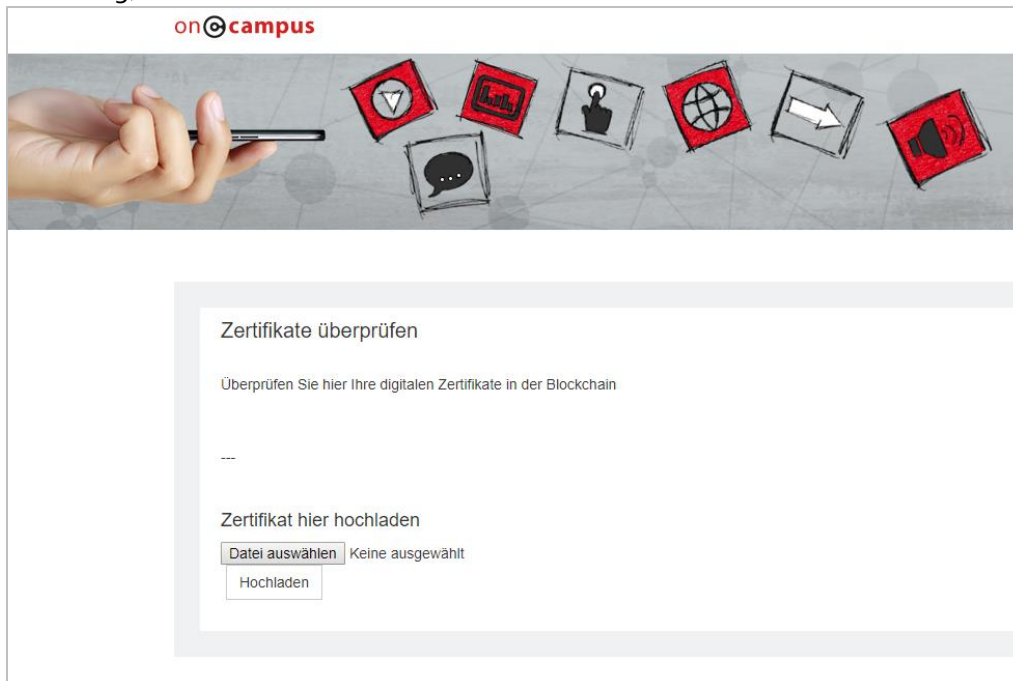 on campus
Zertifikate überprüfen
Überprüfen Sie hier Ihre digitalen Zertifikate in der Blockchain
---
Zertifikat hier hochladen
Datei auswählen Keine ausgewählt
Hochladen